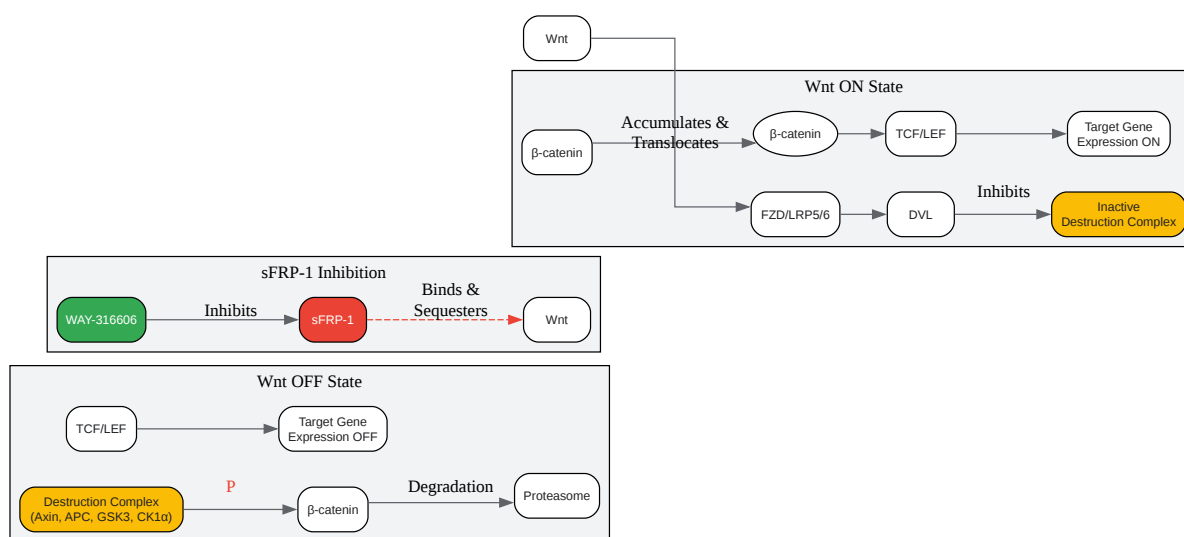 Wnt
Wnt ON State
Accumulates &
Translocates
β-catenin
β-catenin
TCF/LEF
Target Gene
Expression ON
FZD/LRP5/6
DVL
Inhibits
Inactive
Destruction Complex
sFRP-1 Inhibition
WAY-316606
Inhibits
sFRP-1
Binds &
Sequesters
Wnt
Wnt OFF State
TCF/LEF
Target Gene
Expression OFF
Destruction Complex
(Axin, APC, GSK3, CK1α)
P
β-catenin
Degradation
Proteasome